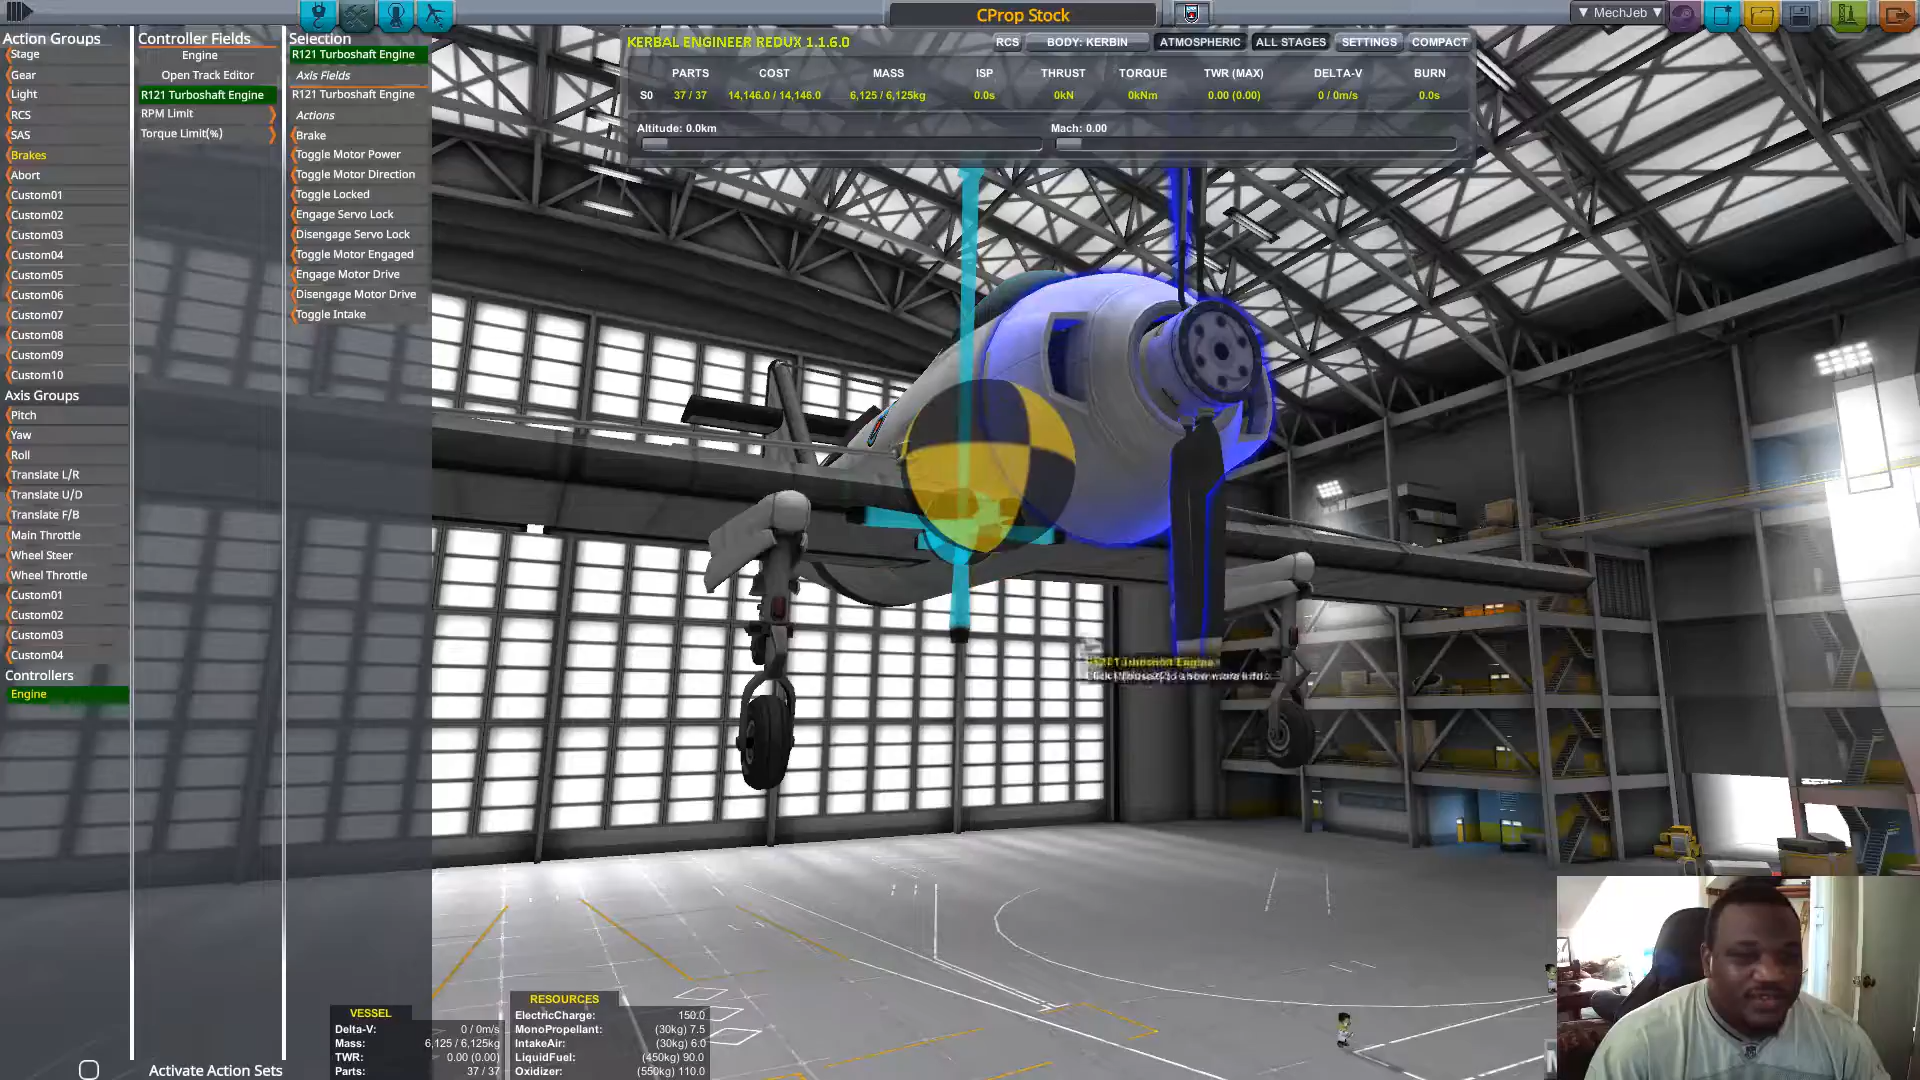 CProp Stock
▼ MechJeb ▼
Action Groups
Stage
Gear
Light
RCS
SAS
Brakes
Abort
Custom01
Custom02
Custom03
Custom04
Custom05
Custom06
Custom07
Custom08
Custom09
Custom10
Axis Groups
Pitch
Yaw
Roll
Translate L/R
Translate U/D
Translate F/B
Main Throttle
Wheel Steer
Wheel Throttle
Custom01
Custom02
Custom03
Custom04
Controllers
Engine
Controller Fields
Engine
Open Track Editor
R121 Turboshaft Engine
RPM Limit
Torque Limit(%)
Selection
R121 Turboshaft Engine
Axis Fields
R121 Turboshaft Engine
Actions
Brake
Toggle Motor Power
Toggle Motor Direction
Toggle Locked
Engage Servo Lock
Disengage Servo Lock
Toggle Motor Engaged
Engage Motor Drive
Disengage Motor Drive
Toggle Intake
KERBAL ENGINEER REDUX 1.1.6.0 RCS BODY: KERBIN ATMOSPHERIC ALL STAGES SETTINGS COMPACT
PARTS COST MASS ISP THRUST TORQUE TWR (MAX) DELTA-V BURN
S0 37 / 37 14,146.0 / 14,146.0 6,125 / 6,125kg 0.0s 0kN 0kNm 0.00 (0.00) 0 / 0m/s 0.0s
Altitude: 0.0km Mach: 0.00
R121 Turboshaft Engine
VESSEL
Delta-V: 0 / 0m/s
Mass: 6,125 / 6,125kg
TWR: 0.00 (0.00)
Parts: 37 / 37
RESOURCES
ElectricCharge: 150.0
MonoPropellant: (30kg) 7.5
IntakeAir: (30kg) 6.0
LiquidFuel: (450kg) 90.0
Oxidizer: (550kg) 110.0
Activate Action Sets